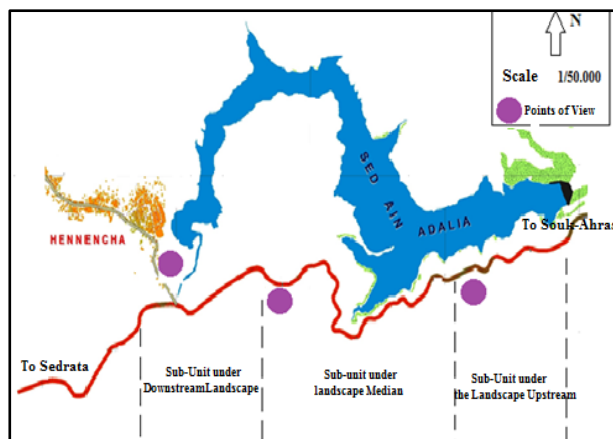 N
Scale 1/50.000
Points of View
SED AIN
ADALIA
To Souk-Ahras
HENNENCHA
To Sedrata
Sub-Unit under
DownstreamLandscape
Sub-unit under
landscape Median
Sub-Unit under
the Landscape Upstream